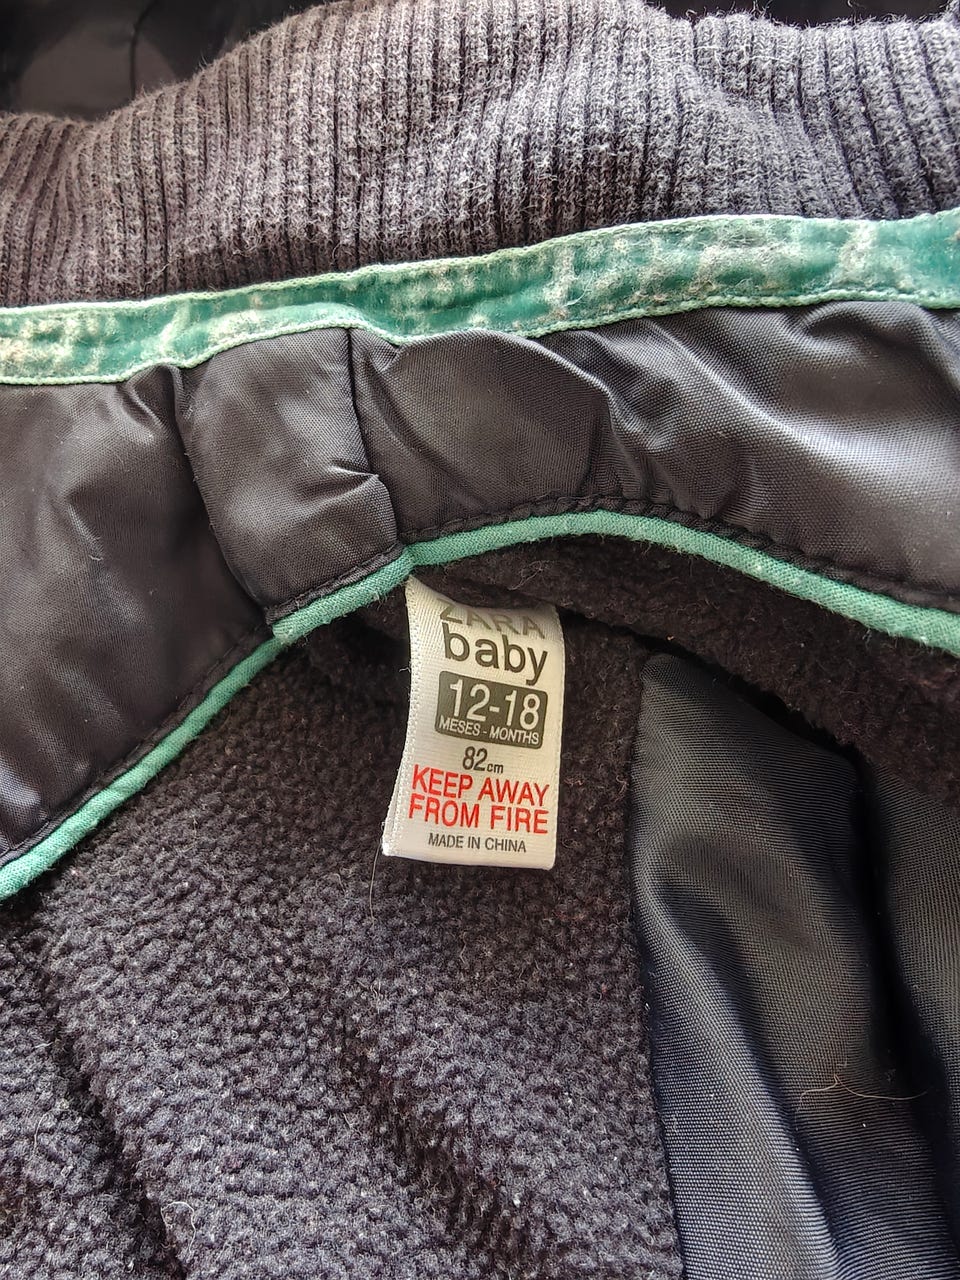 ZARA
baby
12-18
MESES - MONTHS
82cm
KEEP AWAY
FROM FIRE
MADE IN CHINA